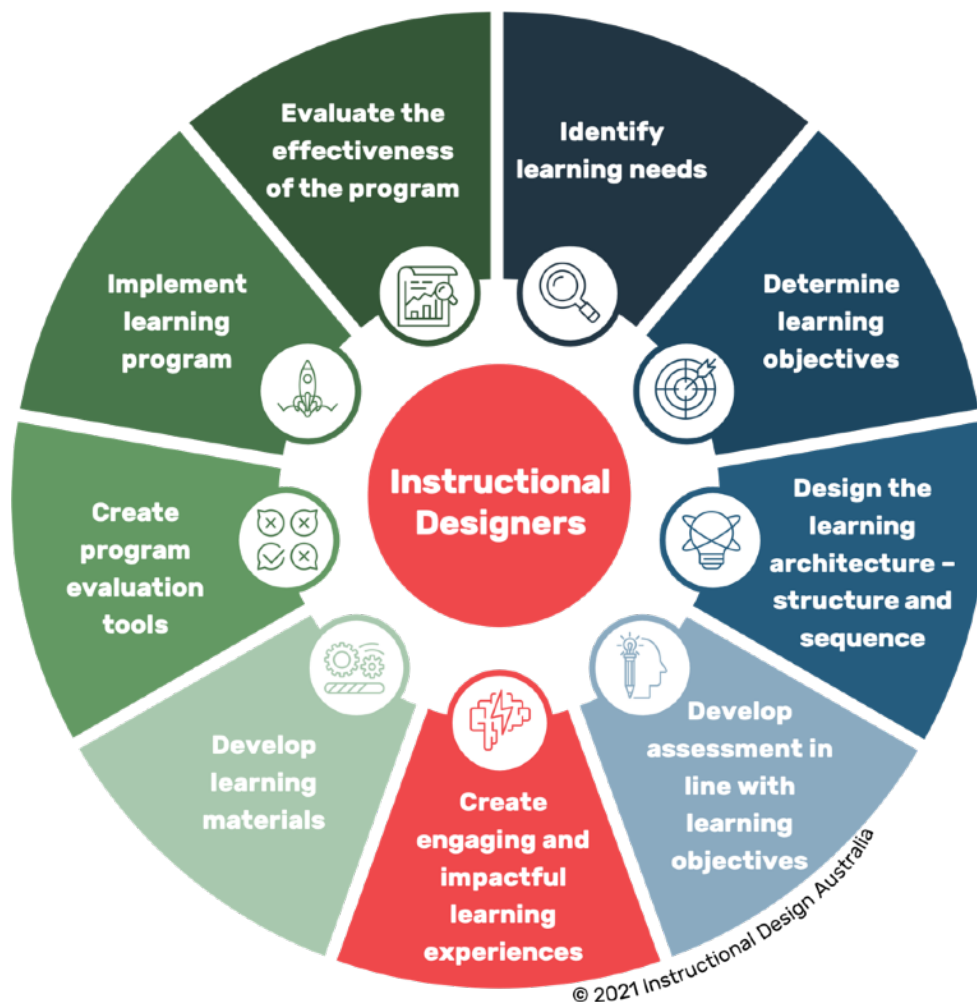 Instructional
Designers
Identify
learning needs
Determine
learning
objectives
Design the
learning
architecture –
structure and
sequence
Develop
assessment in
line with
learning
objectives
Create
engaging and
impactful
learning
experiences
Develop
learning
materials
Create
program
evaluation
tools
Implement
learning
program
Evaluate the
effectiveness
of the program
© 2021 Instructional Design Australia